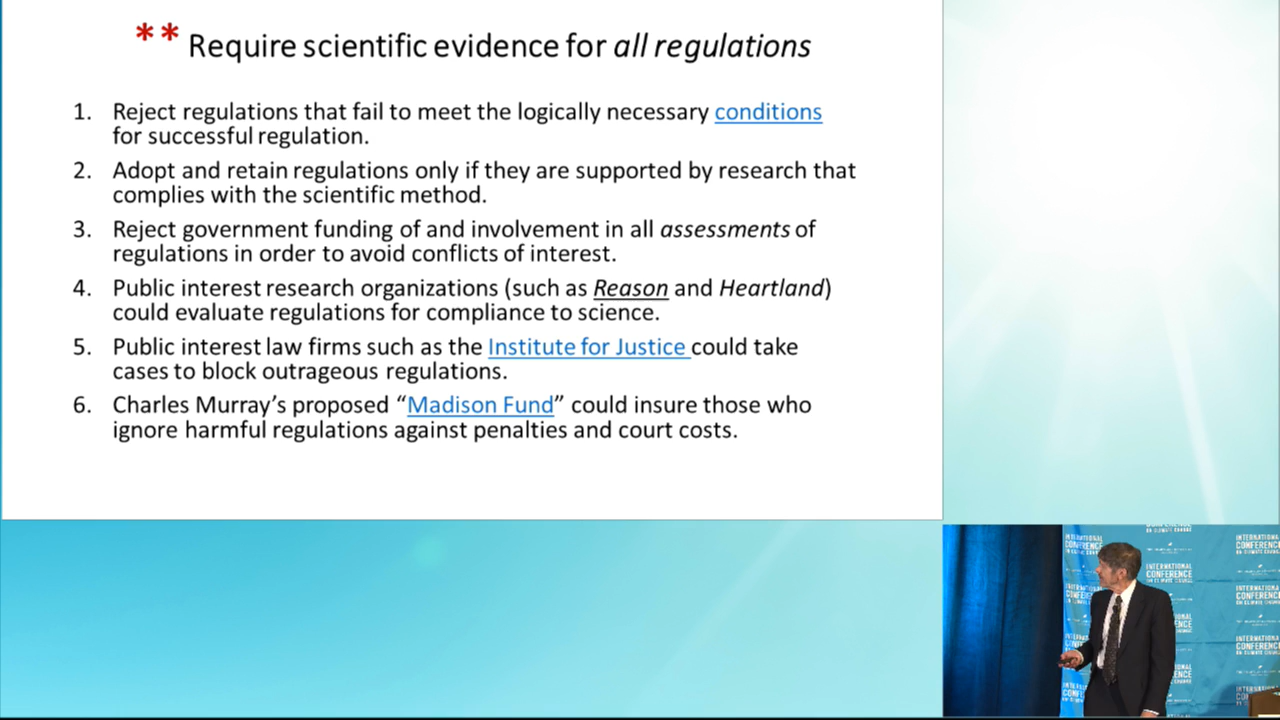 ** Require scientific evidence for all regulations
1. Reject regulations that fail to meet the logically necessary conditions
for successful regulation.
2. Adopt and retain regulations only if they are supported by research that
complies with the scientific method.
3. Reject government funding of and involvement in all assessments of
regulations in order to avoid conflicts of interest.
4. Public interest research organizations (such as Reason and Heartland)
could evaluate regulations for compliance to science.
5. Public interest law firms such as the Institute for Justice could take
cases to block outrageous regulations.
6. Charles Murray's proposed “Madison Fund” could insure those who
ignore harmful regulations against penalties and court costs.
INTERNATIONAL
CONFERENCE
ON CLIMATE CHANGE